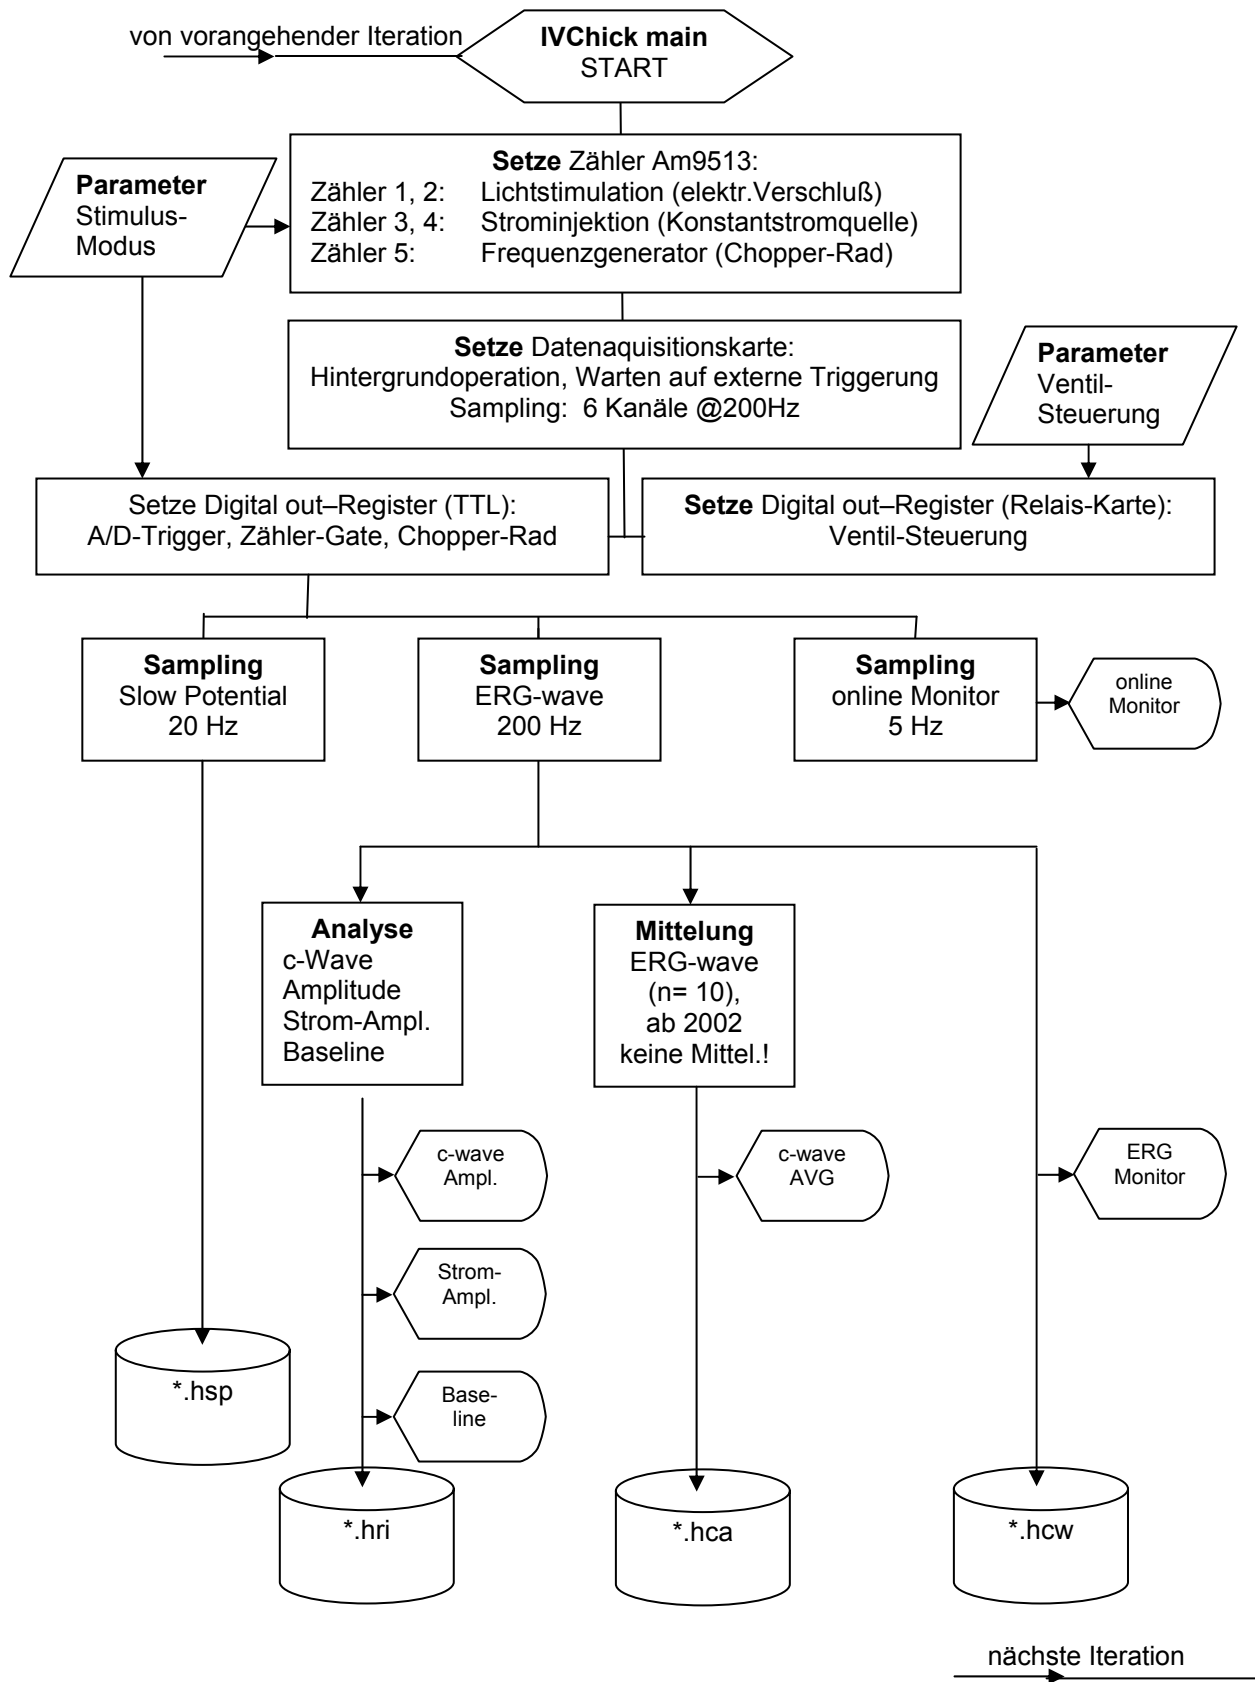 von vorangehender Iteration
IVChick main
START
Parameter
Stimulus-
Modus
Setze Zähler Am9513:
Zähler 1, 2: Lichtstimulation (elektr.Verschluß)
Zähler 3, 4: Strominjektion (Konstantstromquelle)
Zähler 5: Frequenzgenerator (Chopper-Rad)
Setze Datenaquisitionskarte:
Hintergrundoperation, Warten auf externe Triggerung
Sampling: 6 Kanäle @200Hz
Parameter
Ventil-
Steuerung
Setze Digital out–Register (TTL):
A/D-Trigger, Zähler-Gate, Chopper-Rad
Setze Digital out–Register (Relais-Karte):
Ventil-Steuerung
Sampling
Slow Potential
20 Hz
Sampling
ERG-wave
200 Hz
Sampling
online Monitor
5 Hz
online
Monitor
Analyse
c-Wave
Amplitude
Strom-Ampl.
Baseline
Mittelung
ERG-wave
(n= 10),
ab 2002
keine Mittel.!
c-wave
Ampl.
c-wave
AVG
ERG
Monitor
Strom-
Ampl.
Base-
line
*.hsp
*.hri
*.hca
*.hcw
nächste Iteration